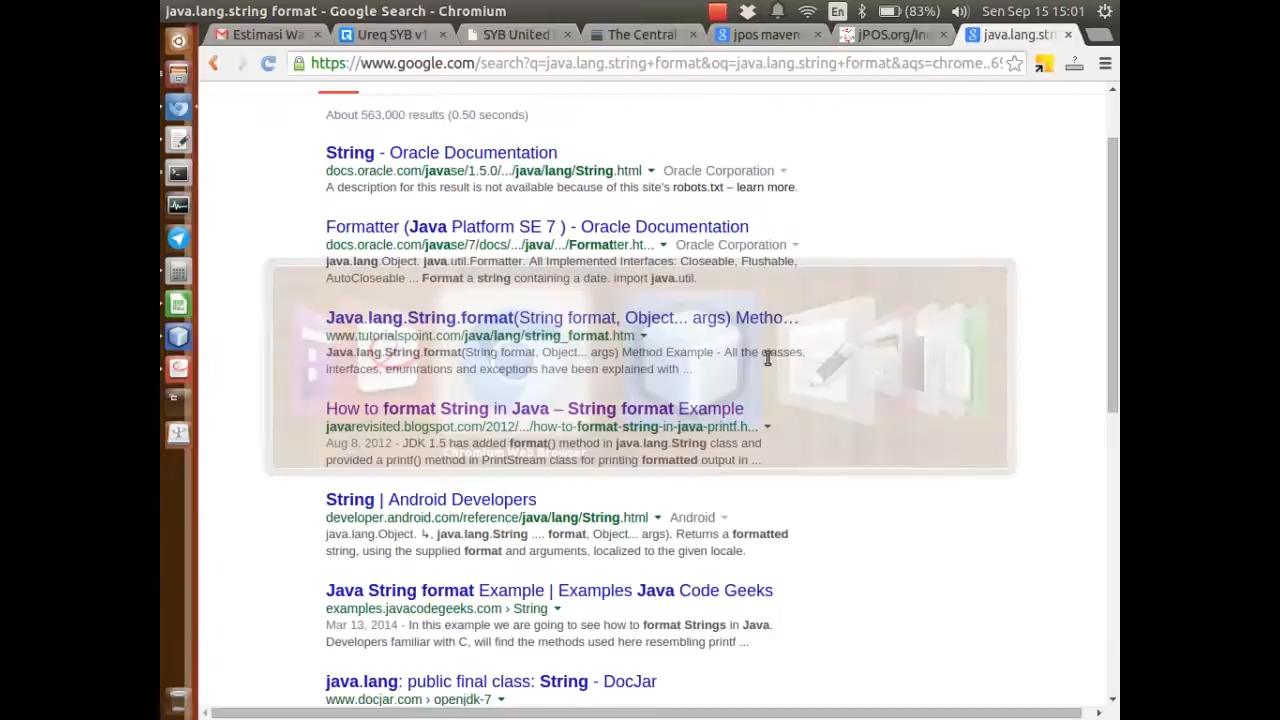 java.lang.string format - Google Search - Chromium
En
(83%)
Sen Sep 15 15:01
Estimasi Wa
Ureq SYB v1
SYB United
The Central
jpos maven
jPOS.org/In
java.lang.str
https://www.google.com/search?q=java.lang.string+format&oq=java.lang.string+format&aqs=chrome..69
About 563,000 results (0.50 seconds)
String - Oracle Documentation
docs.oracle.com/javase/1.5.0/.../java/lang/String.html Oracle Corporation
A description for this result is not available because of this site's robots.txt – learn more.
Formatter (Java Platform SE 7 ) - Oracle Documentation
docs.oracle.com/javase/7/docs/.../java/.../Formatter.ht... Oracle Corporation
java.lang.Object. java.util.Formatter. All Implemented Interfaces: Closeable, Flushable,
AutoCloseable ... Format a string containing a date. import java.util.
Java.lang.String.format(String format, Object... args) Metho...
www.tutorialspoint.com/java/lang/string_format.htm
Java.lang.String.format(String format, Object... args) Method Example - All the classes,
interfaces, enumrations and exceptions have been explained with ...
How to format String in Java – String format Example
javarevisited.blogspot.com/2012/.../how-to-format-string-in-java-printf.h...
Aug 8, 2012 - JDK 1.5 has added format() method in java.lang.String class and
provided a printf() method in PrintStream class for printing formatted output in ...
Chromium Web Browser
String | Android Developers
developer.android.com/reference/java/lang/String.html Android
java.lang.Object. ↳, java.lang.String .... format, Object... args). Returns a formatted
string, using the supplied format and arguments, localized to the given locale.
Java String format Example | Examples Java Code Geeks
examples.javacodegeeks.com › String
Mar 13, 2014 - In this example we are going to see how to format Strings in Java.
Developers familiar with C, will find the methods used here resembling printf ...
java.lang: public final class: String - DocJar
www.docjar.com › openjdk-7